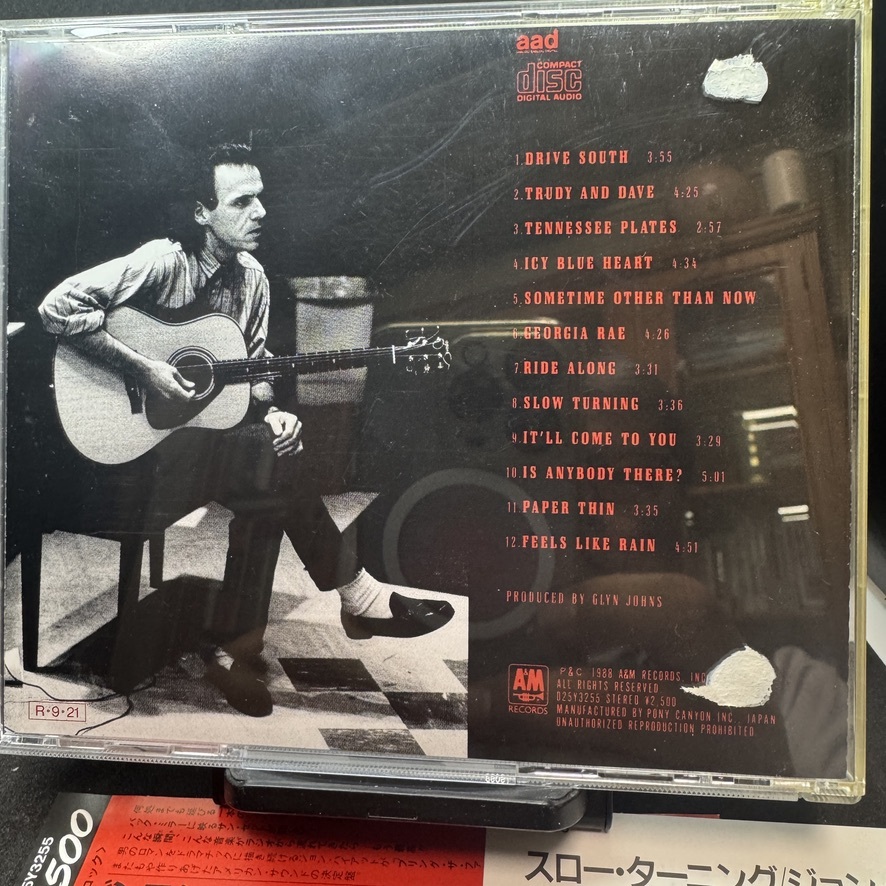 aad
COMPACT
disc
DIGITAL AUDIO
1. DRIVE SOUTH 3:55
2. TRUDY AND DAVE 4:25
3. TENNESSEE PLATES 2:57
4. ICY BLUE HEART 4:34
5. SOMETIME OTHER THAN NOW
6. GEORGIA RAE 4:26
7. RIDE ALONG 3:31
8. SLOW TURNING 3:36
9. IT'LL COME TO YOU 3:29
10. IS ANYBODY THERE? 5:01
11. PAPER THIN 3:35
12. FEELS LIKE RAIN 4:51
PRODUCED BY GLYN JOHNS
A&M
RECORDS
P&C 1988 A&M RECORDS, INC.
ALL RIGHTS RESERVED
D25Y3255 STEREO ¥2,500
MANUFACTURED BY PONY CANYON INC., JAPAN
UNAUTHORIZED REPRODUCTION PROHIBITED.
R・9・21
5Y3255
500
スロー・ターニング/ジョン